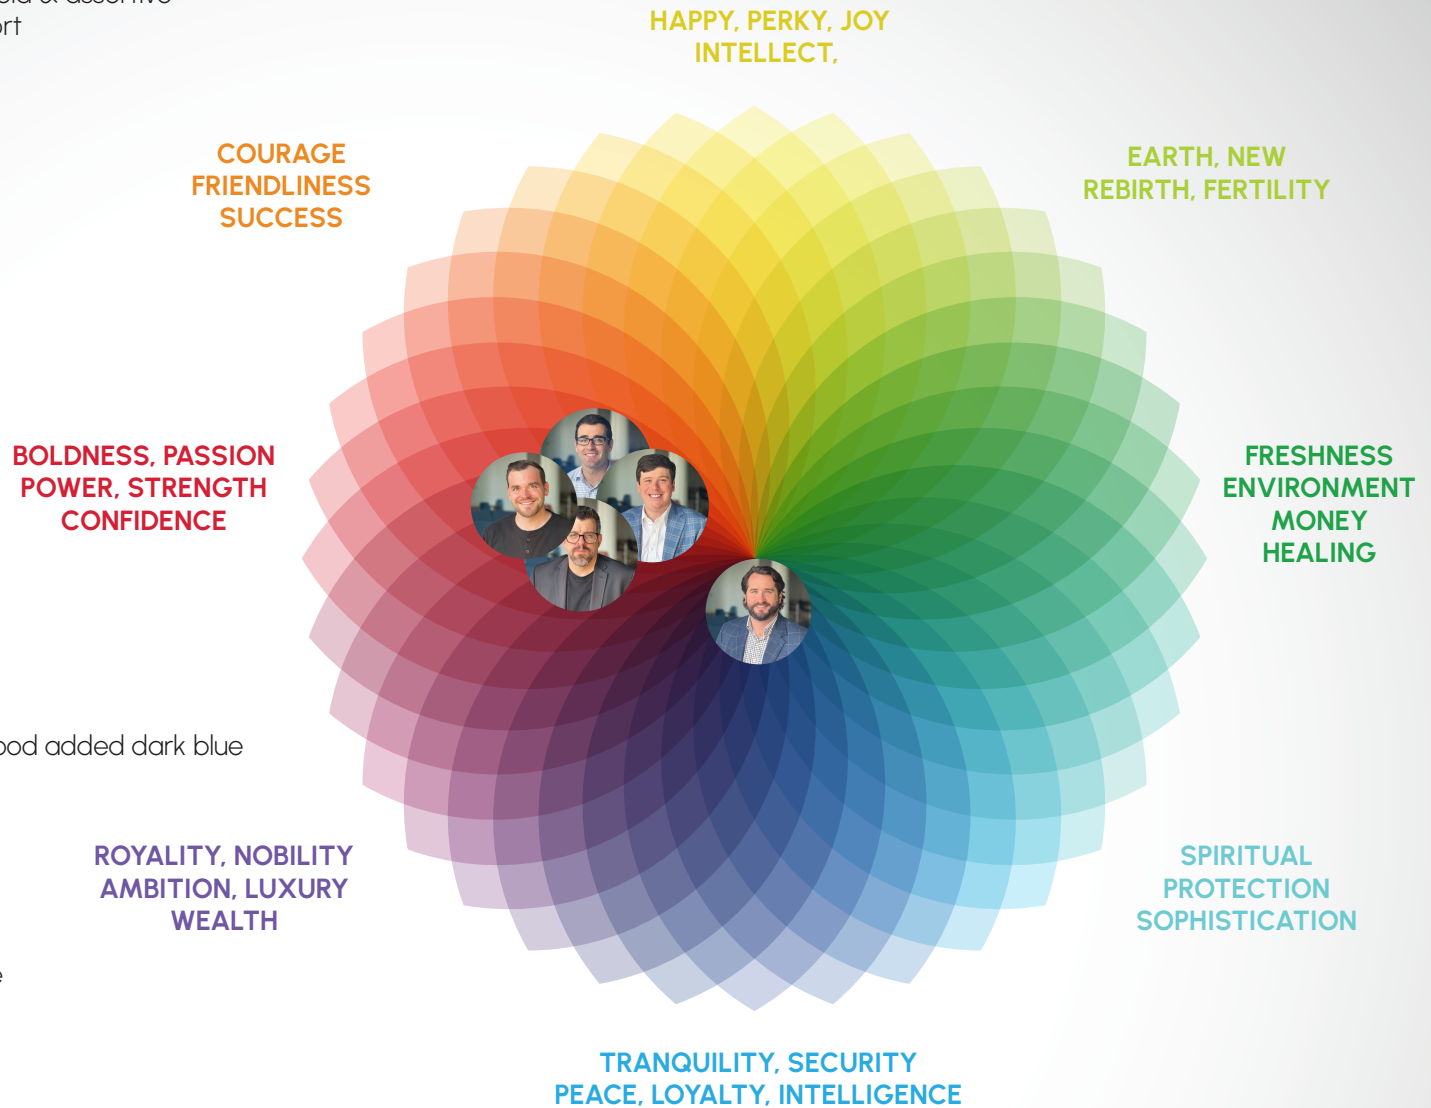 HAPPY, PERKY, JOY
INTELLECT,
COURAGE
FRIENDLINESS
SUCCESS
EARTH, NEW
REBIRTH, FERTILITY
BOLDNESS, PASSION
POWER, STRENGTH
CONFIDENCE
FRESHNESS
ENVIRONMENT
MONEY
HEALING
added dark blue
ROYALITY, NOBILITY
AMBITION, LUXURY
WEALTH
SPIRITUAL
PROTECTION
SOPHISTICATION
TRANQUILITY, SECURITY
PEACE, LOYALTY, INTELLIGENCE